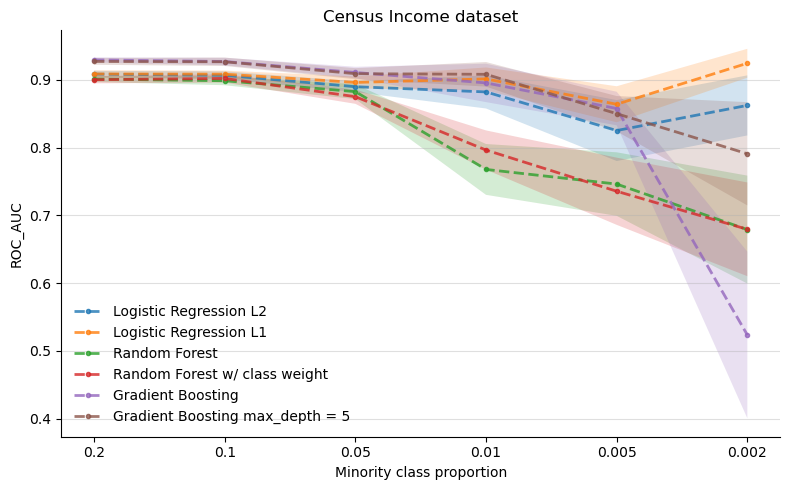 Census Income dataset
ROC_AUC
0.9
0.8
0.7
0.6
0.5
0.4
Logistic Regression L2
Logistic Regression L1
Random Forest
Random Forest w/ class weight
Gradient Boosting
Gradient Boosting max_depth = 5
0.2 0.1 0.05 0.01 0.005 0.002
Minority class proportion